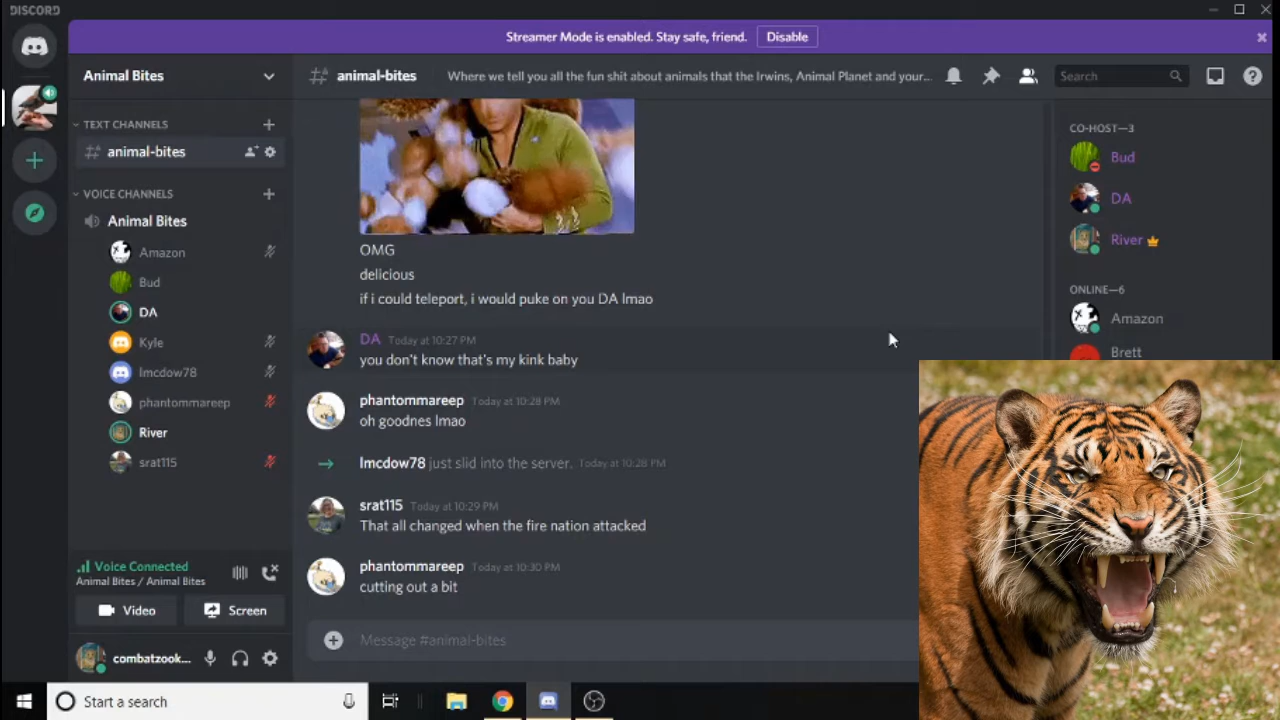 DISCORD
Streamer Mode is enabled. Stay safe, friend. Disable
Animal Bites
animal-bites Where we tell you all the fun shit about animals that the Irwins, Animal Planet and your... Search
TEXT CHANNELS
animal-bites
VOICE CHANNELS
Animal Bites
Amazon
Bud
DA
Kyle
lmcdow78
phantommareep
River
srat115
Voice Connected
Animal Bites / Animal Bites
Video Screen
combatzook...
OMG
delicious
if i could teleport, i would puke on you DA lmao
DA Today at 10:27 PM
you don't know that's my kink baby
phantommareep Today at 10:28 PM
oh goodnes lmao
lmcdow78 just slid into the server. Today at 10:28 PM
srat115 Today at 10:29 PM
That all changed when the fire nation attacked
phantommareep Today at 10:30 PM
cutting out a bit
Message #animal-bites
CO-HOST—3
Bud
DA
River
ONLINE—6
Amazon
Brett
Start a search